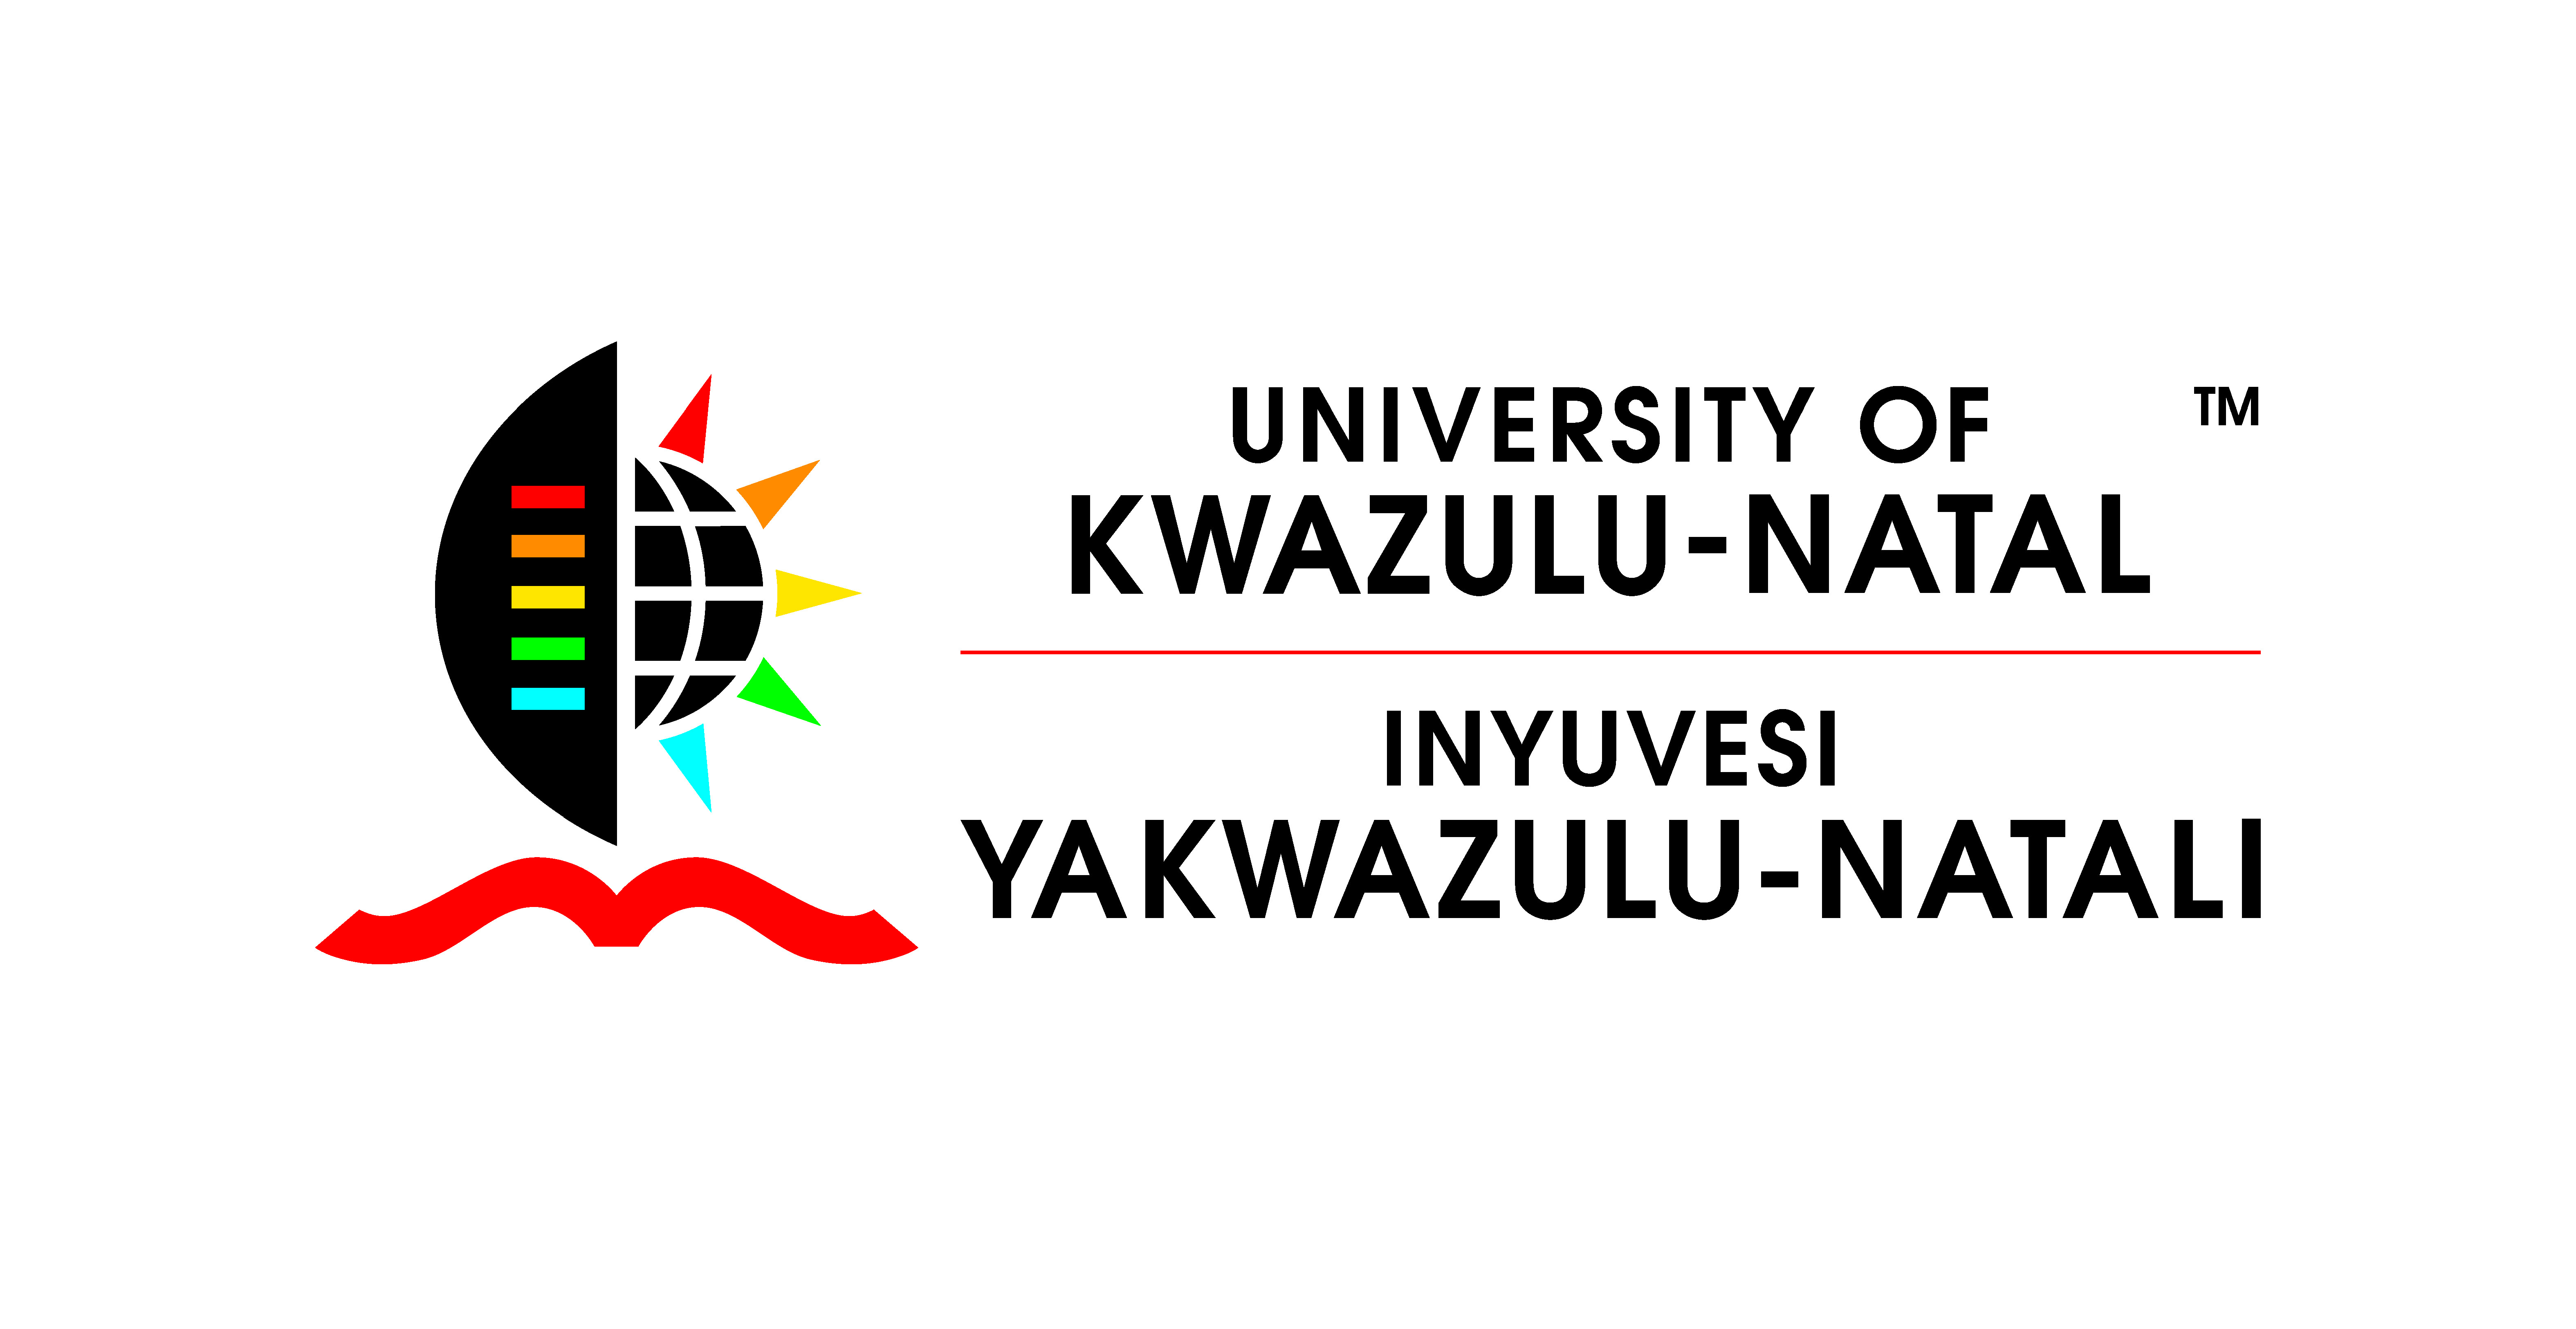 UNIVERSITY OF ™
KWAZULU-NATAL
INYUVESI
YAKWAZULU-NATALI